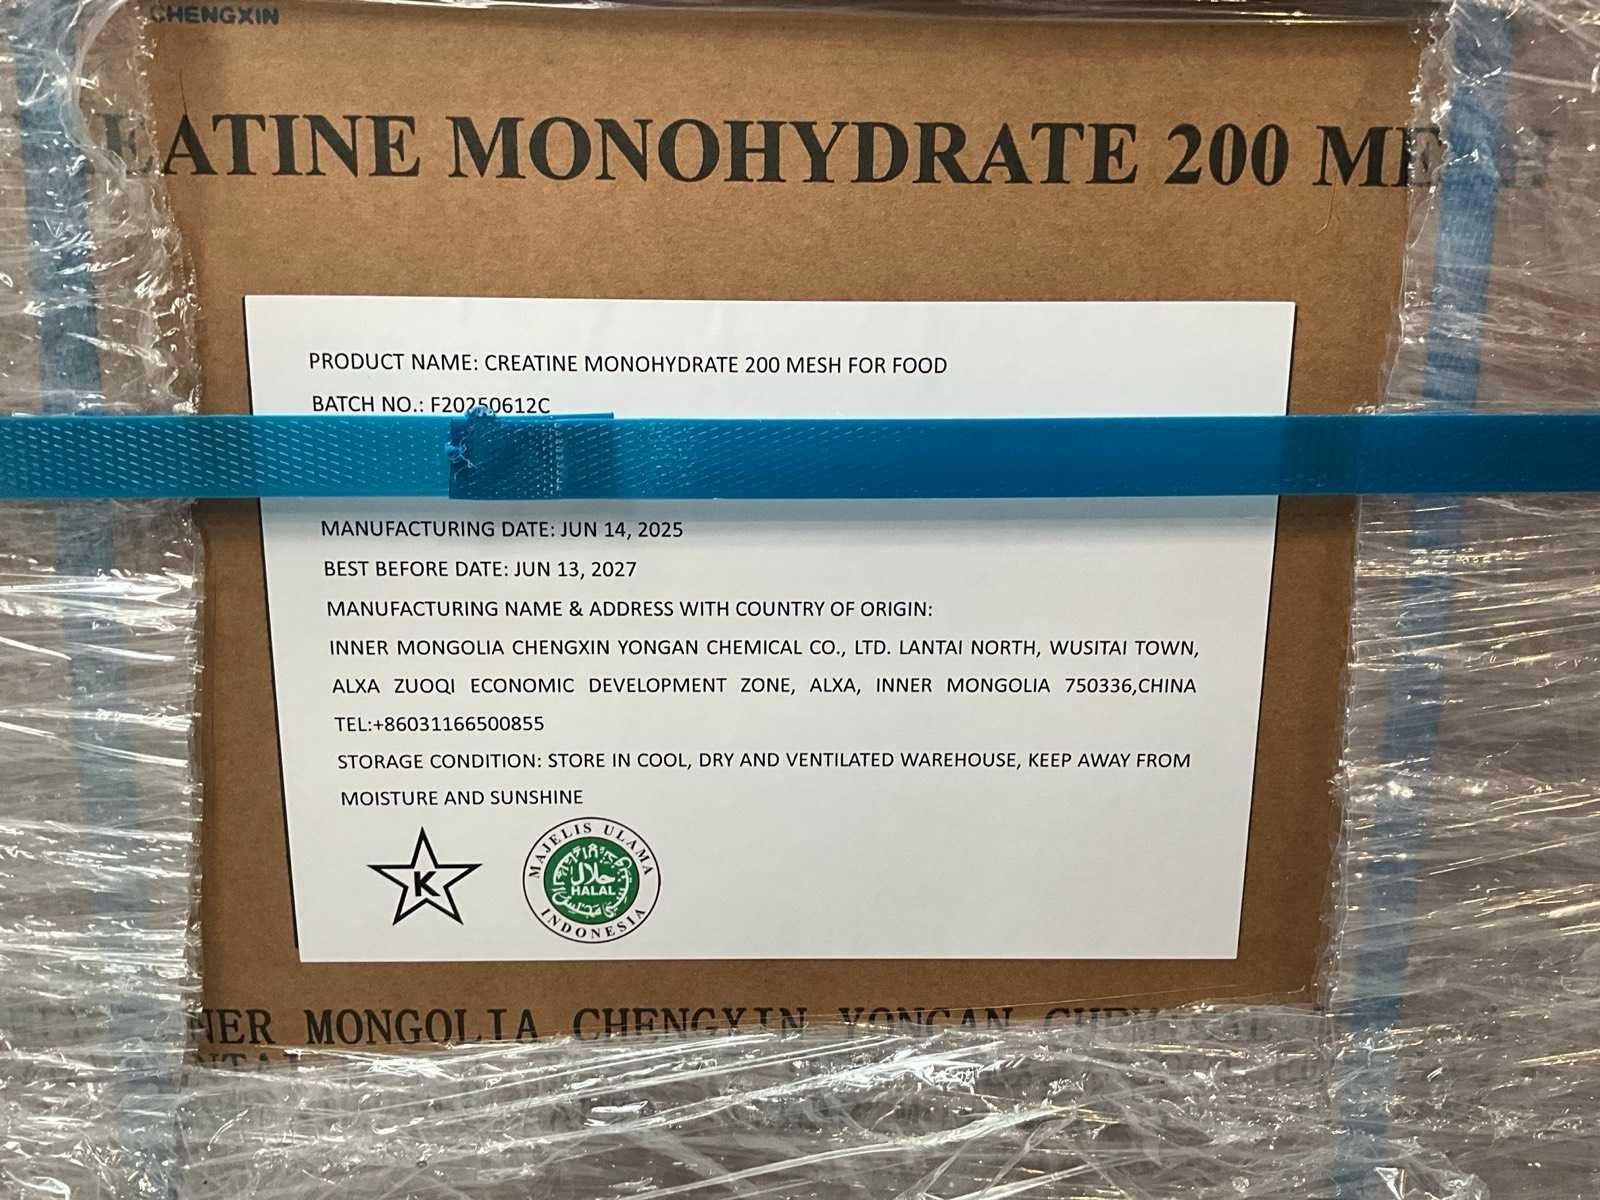 CHENGXIN
EATINE MONOHYDRATE 200 MESH
PRODUCT NAME: CREATINE MONOHYDRATE 200 MESH FOR FOOD
BATCH NO.: F20250612C
MANUFACTURING DATE: JUN 14, 2025
BEST BEFORE DATE: JUN 13, 2027
MANUFACTURING NAME & ADDRESS WITH COUNTRY OF ORIGIN:
INNER MONGOLIA CHENGXIN YONGAN CHEMICAL CO., LTD. LANTAI NORTH, WUSITAI TOWN,
ALXA ZUOQI ECONOMIC DEVELOPMENT ZONE, ALXA, INNER MONGOLIA 750336,CHINA
TEL:+86031166500855
STORAGE CONDITION: STORE IN COOL, DRY AND VENTILATED WAREHOUSE, KEEP AWAY FROM
MOISTURE AND SUNSHINE
K
MAJELIS ULAMA
حلال
HALAL
INDONESIA
NER MONGOLIA CHENGXIN YONGAN CHEMICAL